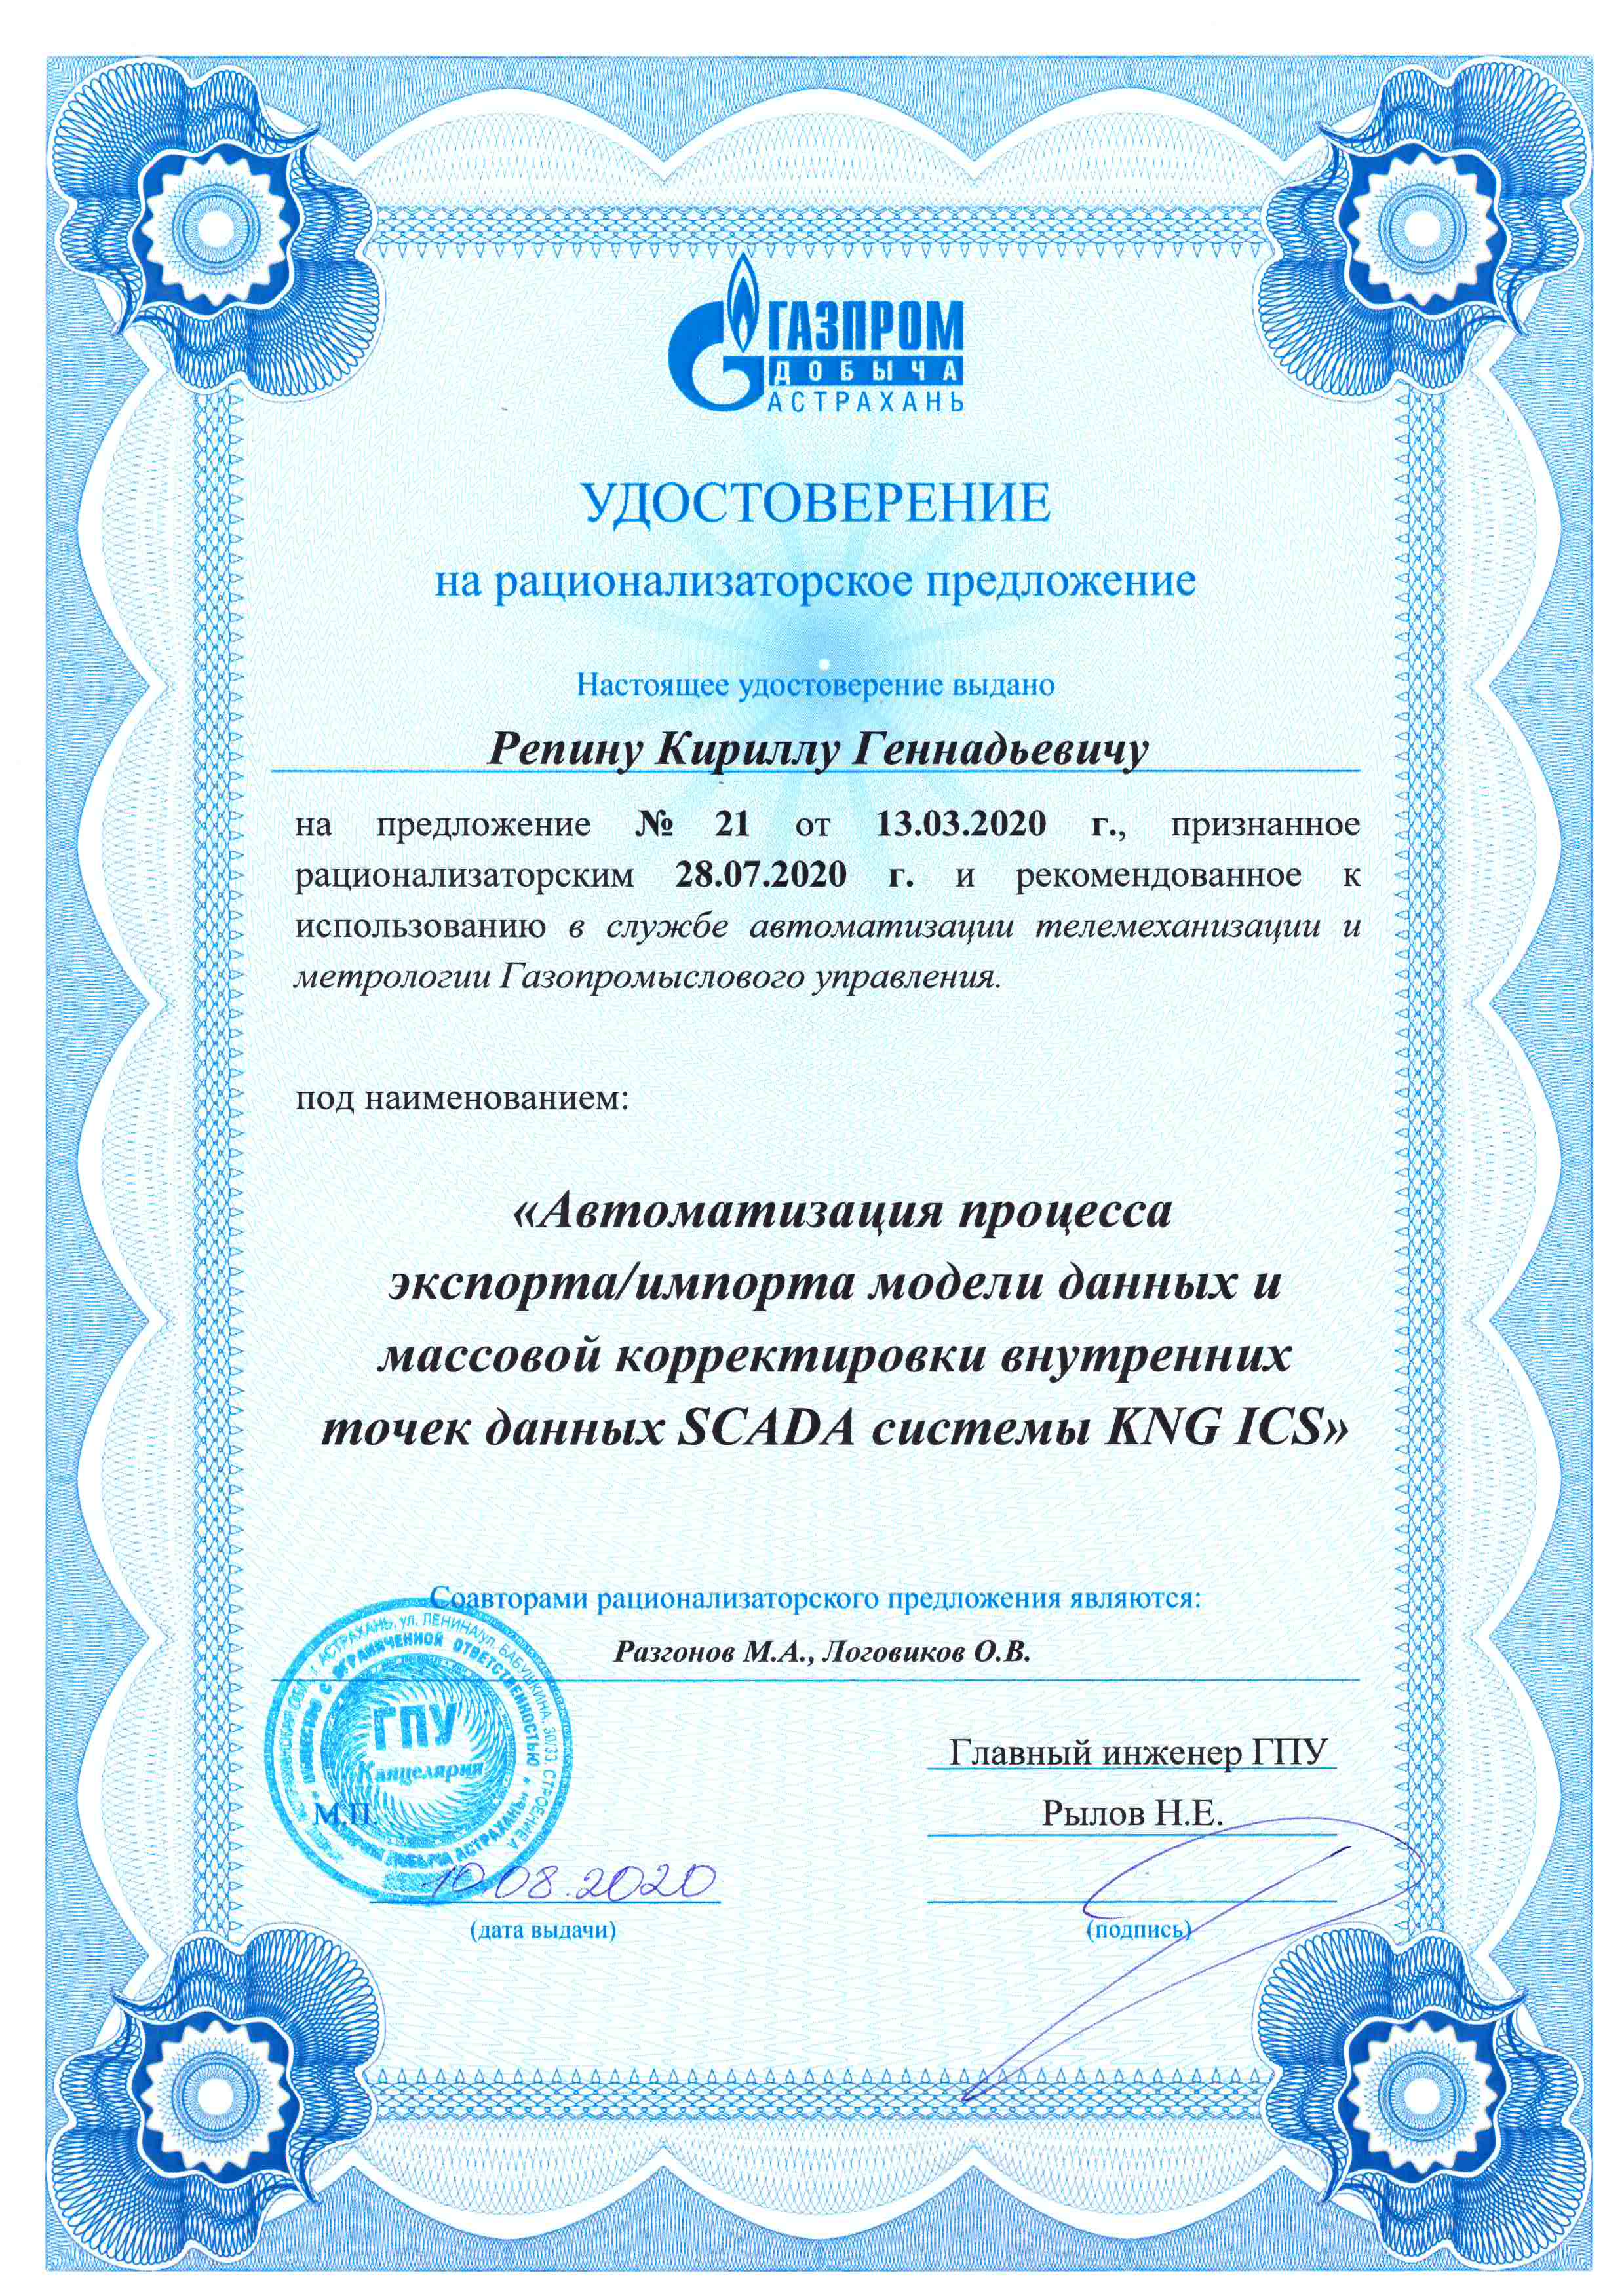 ГАЗПРОМ
ДОБЫЧА
АСТРАХАНЬ
УДОСТОВЕРЕНИЕ
на рационализаторское предложение
Настоящее удостоверение выдано
Репину Кириллу Геннадьевичу
на предложение № 21 от 13.03.2020 г., признанное
рационализаторским 28.07.2020 г. и рекомендованное к
использованию в службе автоматизации телемеханизации и
метрологии Газопромыслового управления.
под наименованием:
«Автоматизация процесса
экспорта/импорта модели данных и
массовой корректировки внутренних
точек данных SCADA системы KNG ICS»
Соавторами рационализаторского предложения являются:
Разгонов М.А., Логовиков О.В.
Г. АСТРАХАНЬ, УЛ. ЛЕНИНА/УЛ. БАБУШКИНА, 30/33, СТРОЕНИЕ А
ОБЩЕСТВО С ОГРАНИЧЕННОЙ ОТВЕТСТВЕННОСТЬЮ
ДОБЫЧА АСТРАХАНЬ»
ГПУ
Канцелярия
М.П.
Главный инженер ГПУ
Рылов Н.Е.
10.08.2020
(дата выдачи)
(подпись)